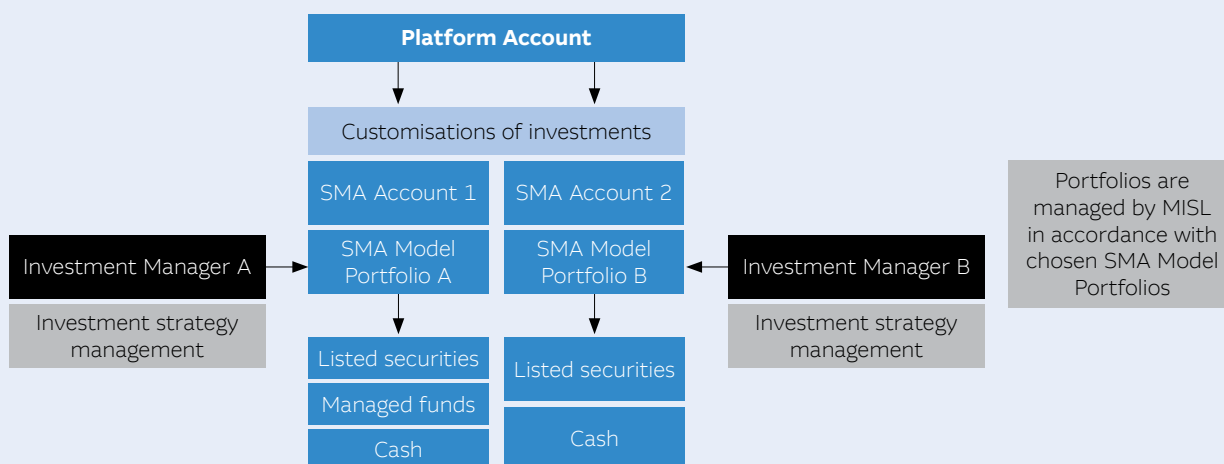 Platform Account
Customisations of investments
SMA Account 1
SMA Account 2
Investment Manager A
SMA Model
Portfolio A
SMA Model
Portfolio B
Investment Manager B
Portfolios are
managed by MISL
in accordance with
chosen SMA Model
Portfolios
Investment strategy
management
Investment strategy
management
Listed securities
Managed funds
Cash
Listed securities
Cash